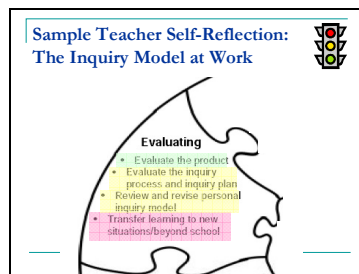 Sample Teacher Self-Reflection:
The Inquiry Model at Work
Evaluating
• Evaluate the product
• Evaluate the inquiry
process and inquiry plan
• Review and revise personal
inquiry model
• Transfer learning to new
situations/beyond school